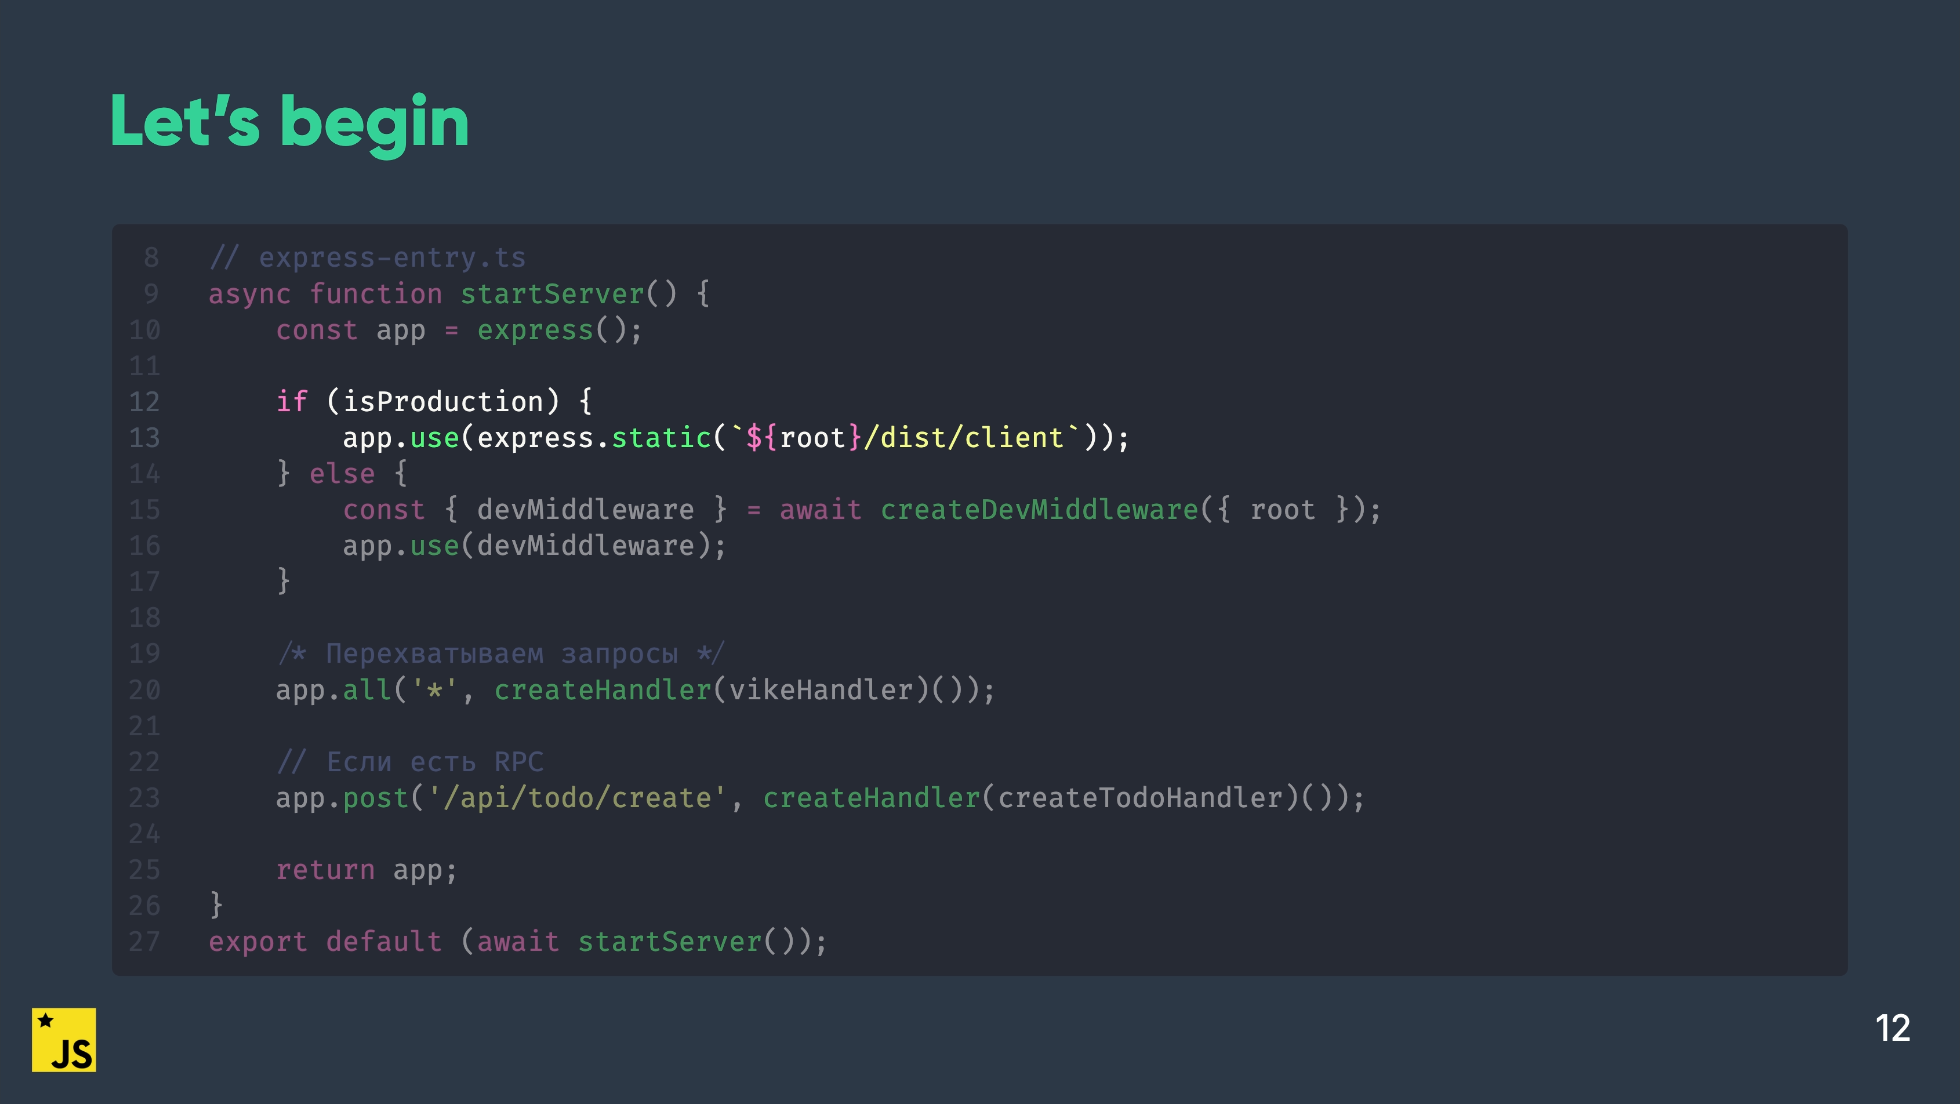 Let’s begin
8 // express-entry.ts
9 async function startServer() {
10 const app = express();
11
12 if (isProduction) {
13 app.use(express.static(`${root}/dist/client`));
14 } else {
15 const { devMiddleware } = await createDevMiddleware({ root });
16 app.use(devMiddleware);
17 }
18
19 /* Перехватываем запросы */
20 app.all('*', createHandler(vikeHandler)());
21
22 // Если есть RPC
23 app.post('/api/todo/create', createHandler(createTodoHandler)());
24
25 return app;
26 }
27 export default (await startServer());
JS
12